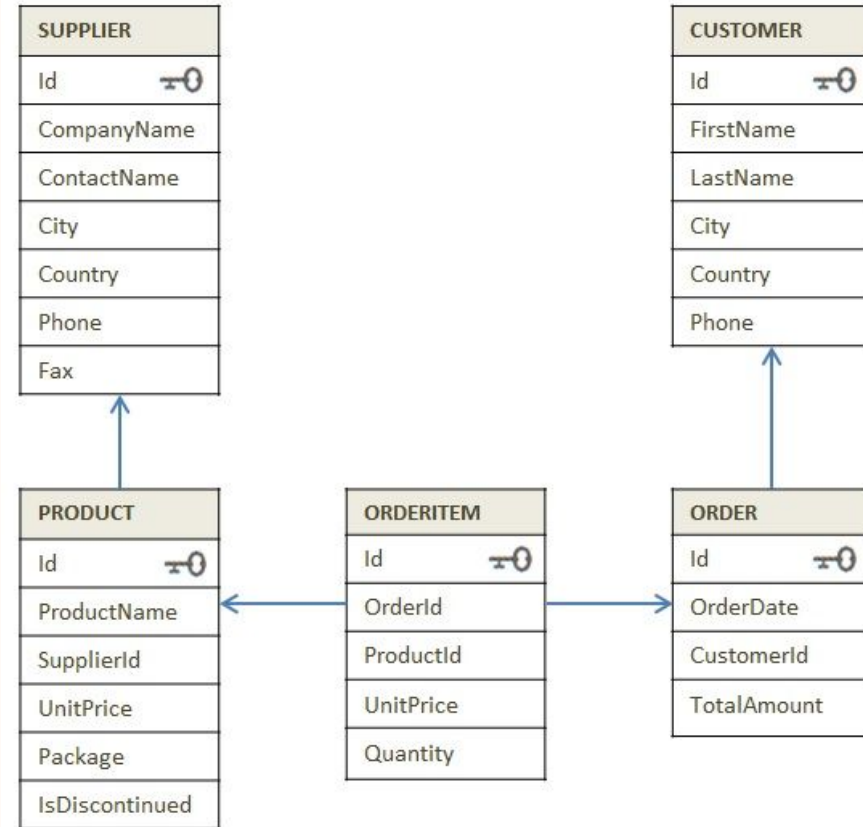 SUPPLIER
Id
CompanyName
ContactName
City
Country
Phone
Fax
CUSTOMER
Id
FirstName
LastName
City
Country
Phone
PRODUCT
Id
ProductName
SupplierId
UnitPrice
Package
IsDiscontinued
ORDERITEM
Id
OrderId
ProductId
UnitPrice
Quantity
ORDER
Id
OrderDate
CustomerId
TotalAmount